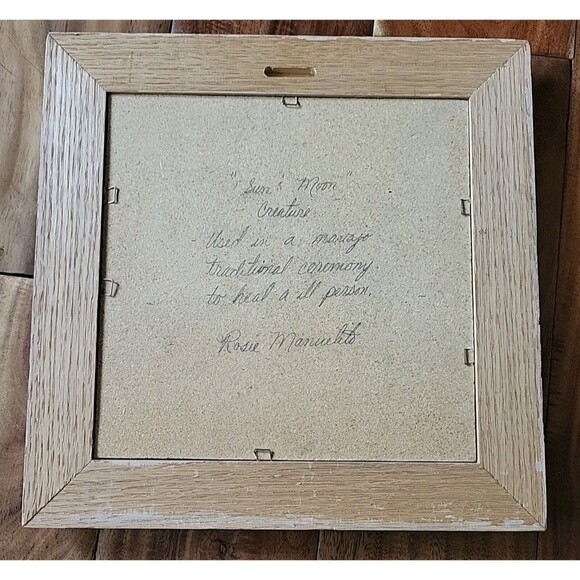 "Sun & Moon"
Creature
Used in a navajo
traditional ceremony
to heal a ill person.
Rosie Manuelito